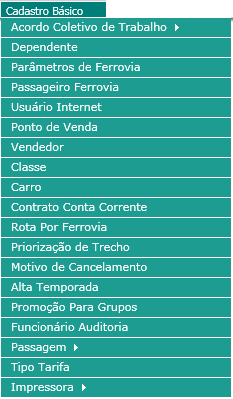 Cadastro Básico
Acordo Coletivo de Trabalho
Dependente
Parâmetros de Ferrovia
Passageiro Ferrovia
Usuário Internet
Ponto de Venda
Vendedor
Classe
Carro
Contrato Conta Corrente
Rota Por Ferrovia
Priorização de Trecho
Motivo de Cancelamento
Alta Temporada
Promoção Para Grupos
Funcionário Auditoria
Passagem
Tipo Tarifa
Impressora